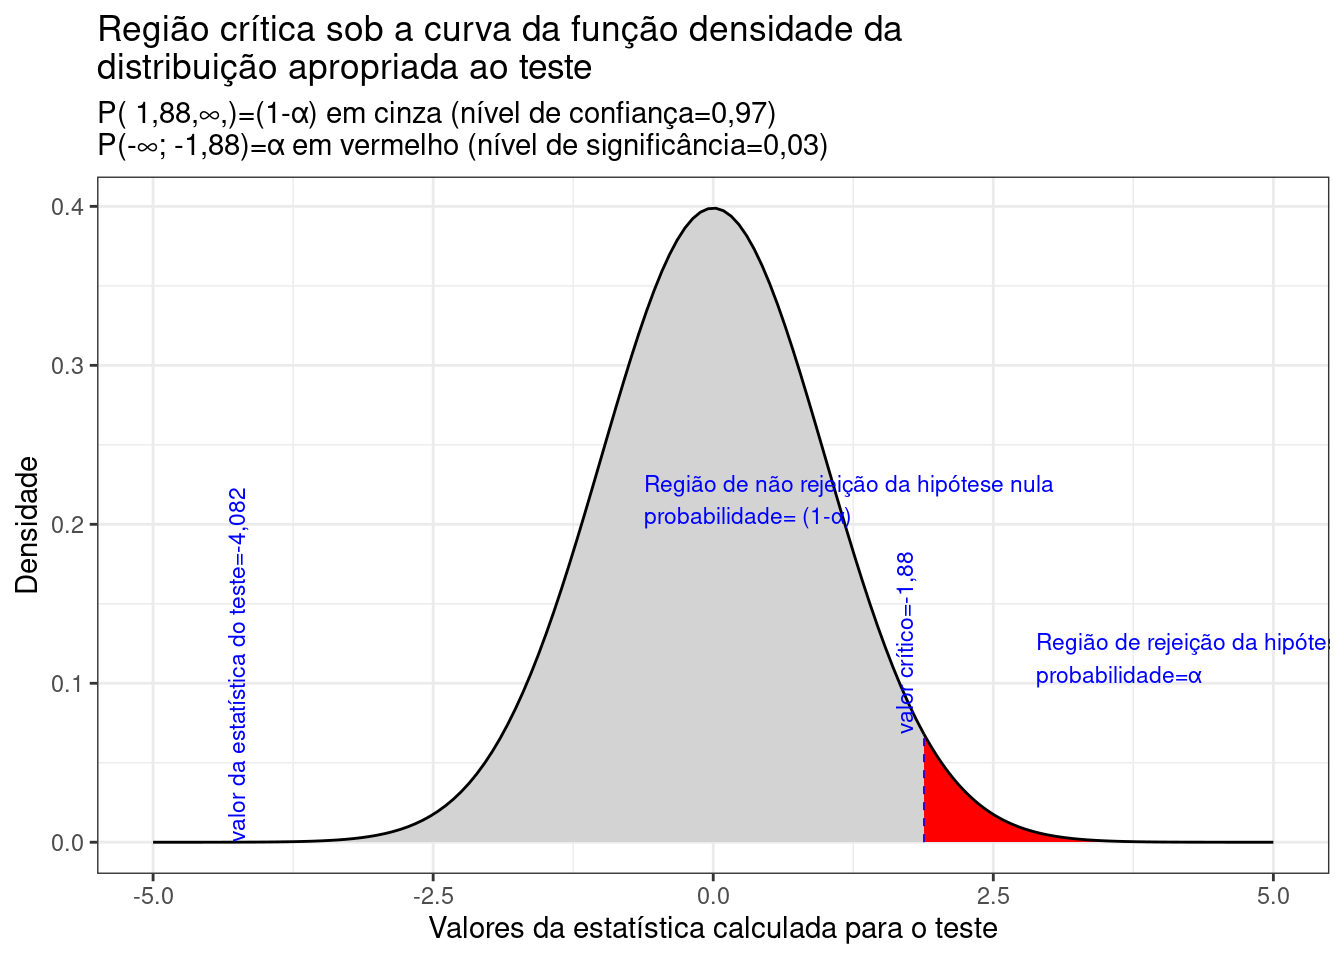 Região crítica sob a curva da função densidade da
distribuição apropriada ao teste
P( 1,88,∞,)=(1-α) em cinza (nível de confiança=0,97)
P(-∞; -1,88)=α em vermelho (nível de significância=0,03)
0.4
0.3
0.2
0.1
0.0
Densidade
valor da estatística do teste=-4,082
Região de não rejeição da hipótese nula
probabilidade= (1-α)
valor crítico=-1,88
Região de rejeição da hipótes
probabilidade=α
-5.0
-2.5
0.0
2.5
5.0
Valores da estatística calculada para o teste